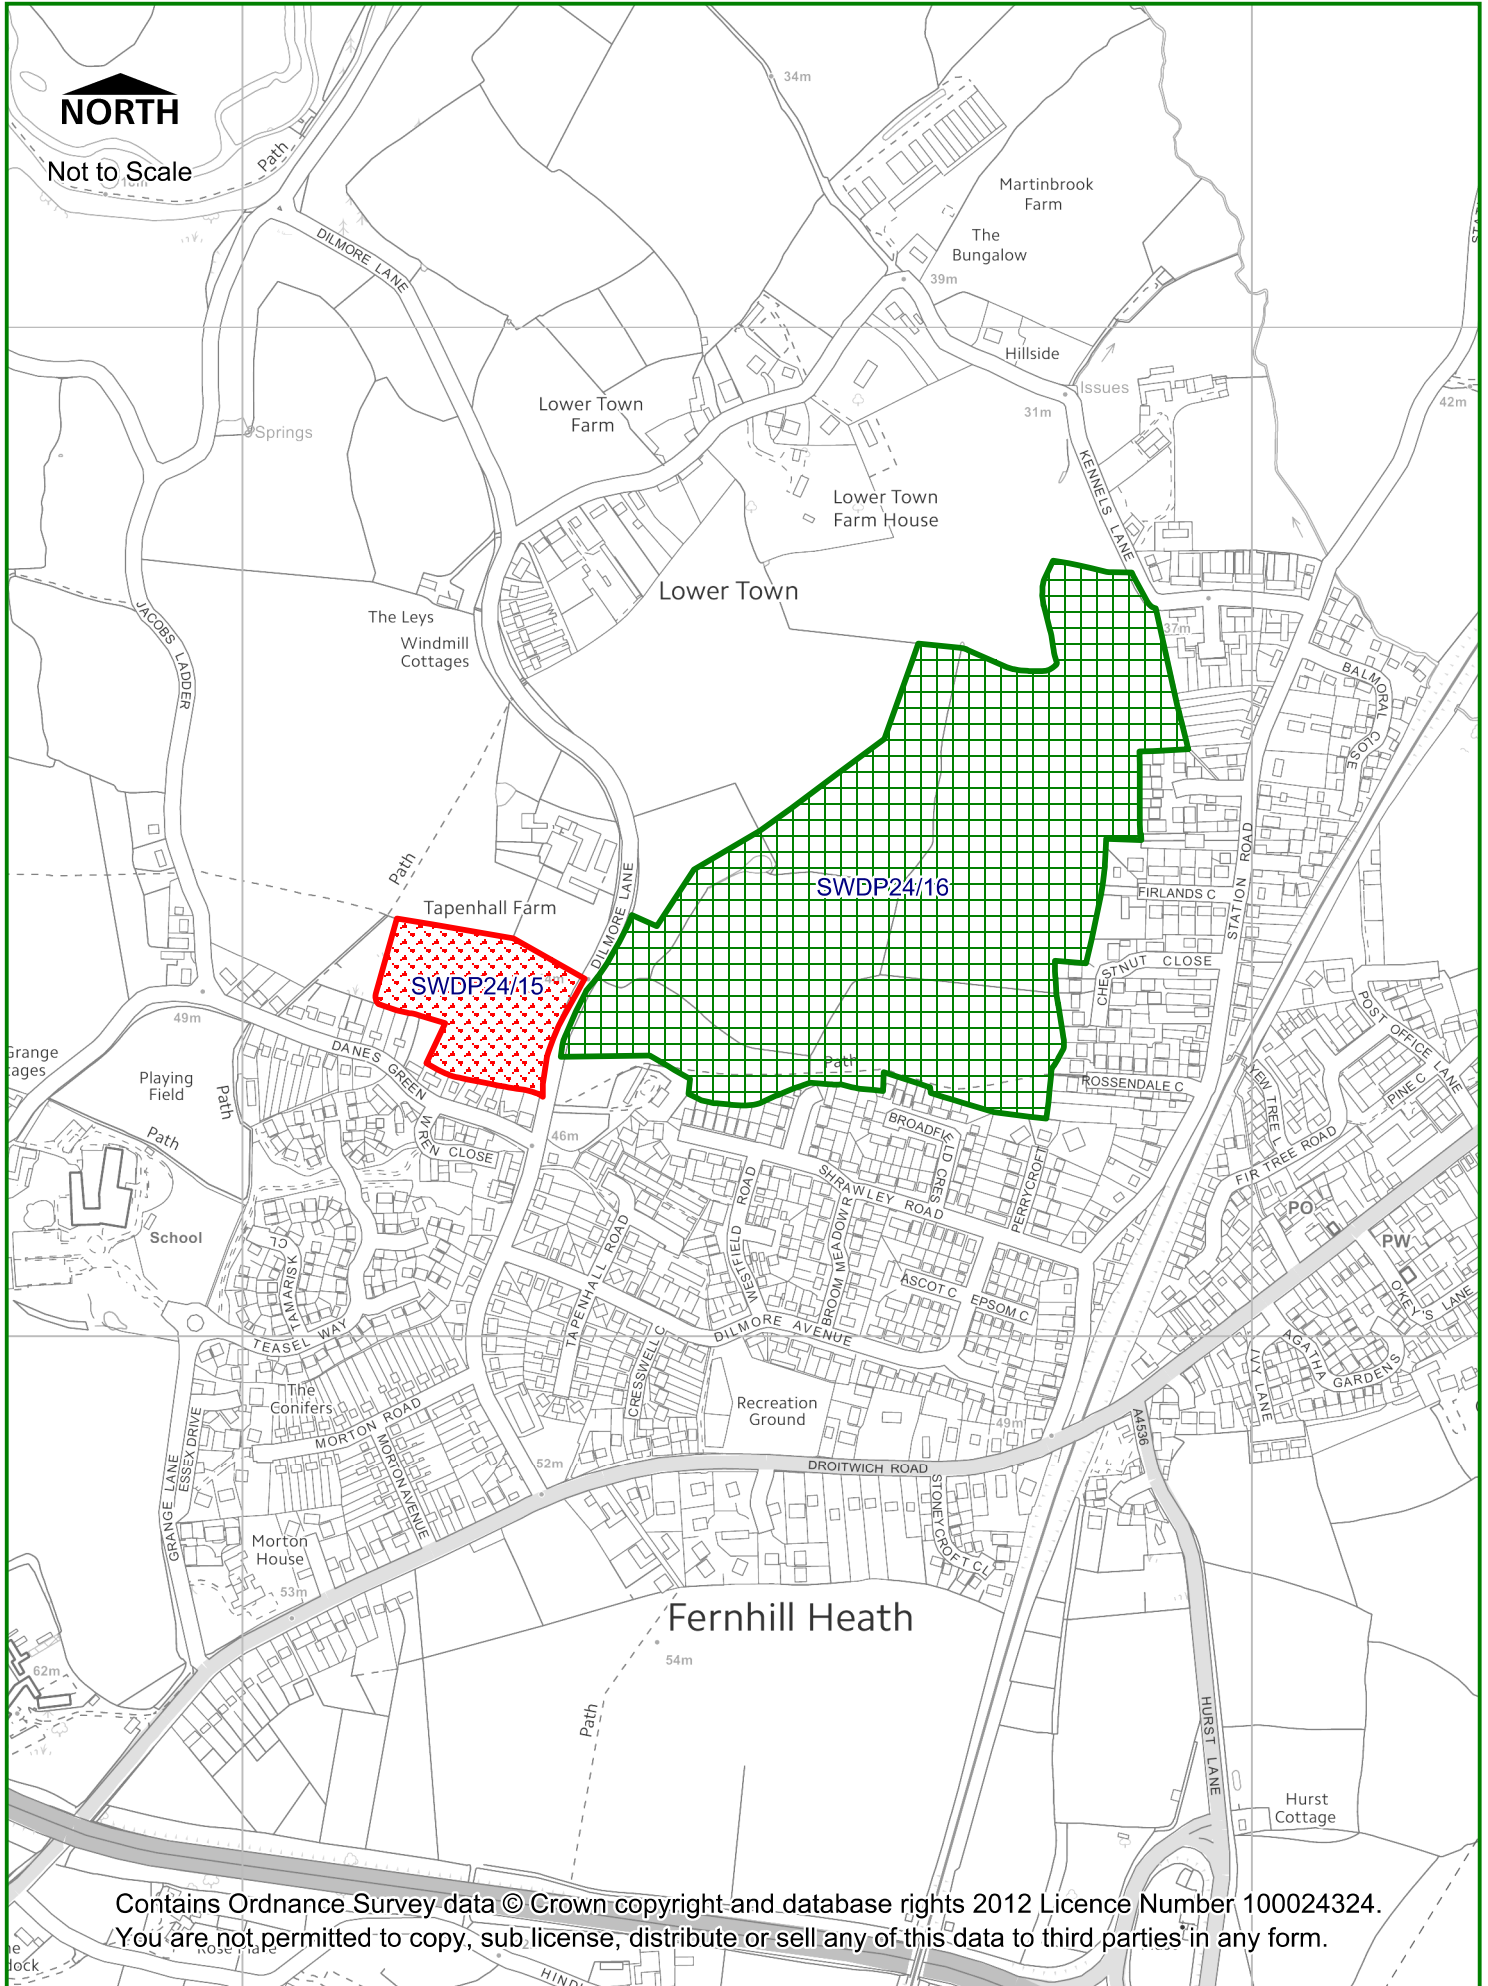 NORTH
Not to Scale
Path
34m
Martinbrook
Farm
The
Bungalow
39m
DILMORE LANE
Hillside
Issues
31m
42m
Lower Town
Farm
Springs
KENNELS LANE
Lower Town
Farm House
Lower Town
The Leys
Windmill
Cottages
JACOBS LADDER
37m
BALMORAL CLOSE
STATION ROAD
Path
Tapenhall Farm
DILMORE LANE
SWDP24/16
SWDP24/15
FIRLANDS C
CHESTNUT CLOSE
49m
Grange
Playing
Field
Path
Path
DANES GREEN
WREN CLOSE
46m
Path
ROSSENDALE C
POST OFFICE LANE
PINE C
YEW TREE L
FIR TREE ROAD
BROADFIELD CRES
SHRAWLEY ROAD
PERRYCROFT
School
TAMARISK CL
TEASEL WAY
TAPENHALL ROAD
WESTFIELD ROAD
BROOM MEADOW R
ASCOT C
EPSOM C
PO
PW
O'KEY'S LANE
DILMORE AVENUE
CRESSWELL C
AGATHA GARDENS
IVY LANE
The
Conifers
MORTON ROAD
MORTON AVENUE
ESSEX DRIVE
GRANGE LANE
Recreation
Ground
49m
A4536
52m
DROITWICH ROAD
STONEYCROFT CL
Morton
House
53m
Fernhill Heath
54m
62m
Path
HURST LANE
Hurst
Cottage
Contains Ordnance Survey data © Crown copyright and database rights 2012 Licence Number 100024324.
You are not permitted to copy, sub license, distribute or sell any of this data to third parties in any form.